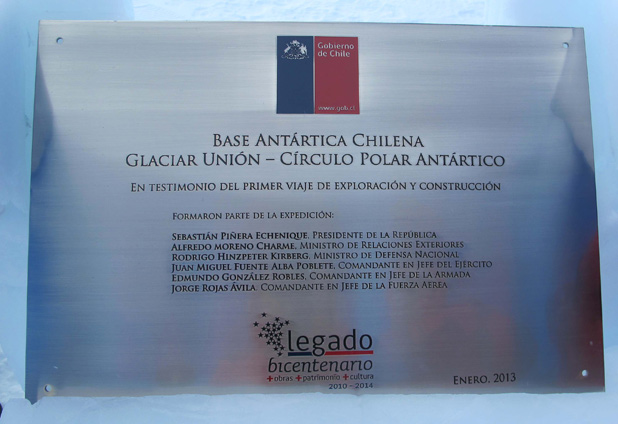 Gobierno
de Chile
www.gob.cl
BASE ANTÁRTICA CHILENA
GLACIAR UNIÓN – CÍRCULO POLAR ANTÁRTICO
EN TESTIMONIO DEL PRIMER VIAJE DE EXPLORACIÓN Y CONSTRUCCIÓN
FORMARON PARTE DE LA EXPEDICIÓN:
SEBASTIÁN PIÑERA ECHENIQUE, PRESIDENTE DE LA REPÚBLICA
ALFREDO MORENO CHARME, MINISTRO DE RELACIONES EXTERIORES
RODRIGO HINZPETER KIRBERG, MINISTRO DE DEFENSA NACIONAL
JUAN MIGUEL FUENTE ALBA POBLETE, COMANDANTE EN JEFE DEL EJÉRCITO
EDMUNDO GONZÁLEZ ROBLES, COMANDANTE EN JEFE DE LA ARMADA
JORGE ROJAS ÁVILA, COMANDANTE EN JEFE DE LA FUERZA AEREA
legado
bicentenario
+obras +patrimonio +cultura
2010 - 2014
ENERO, 2013